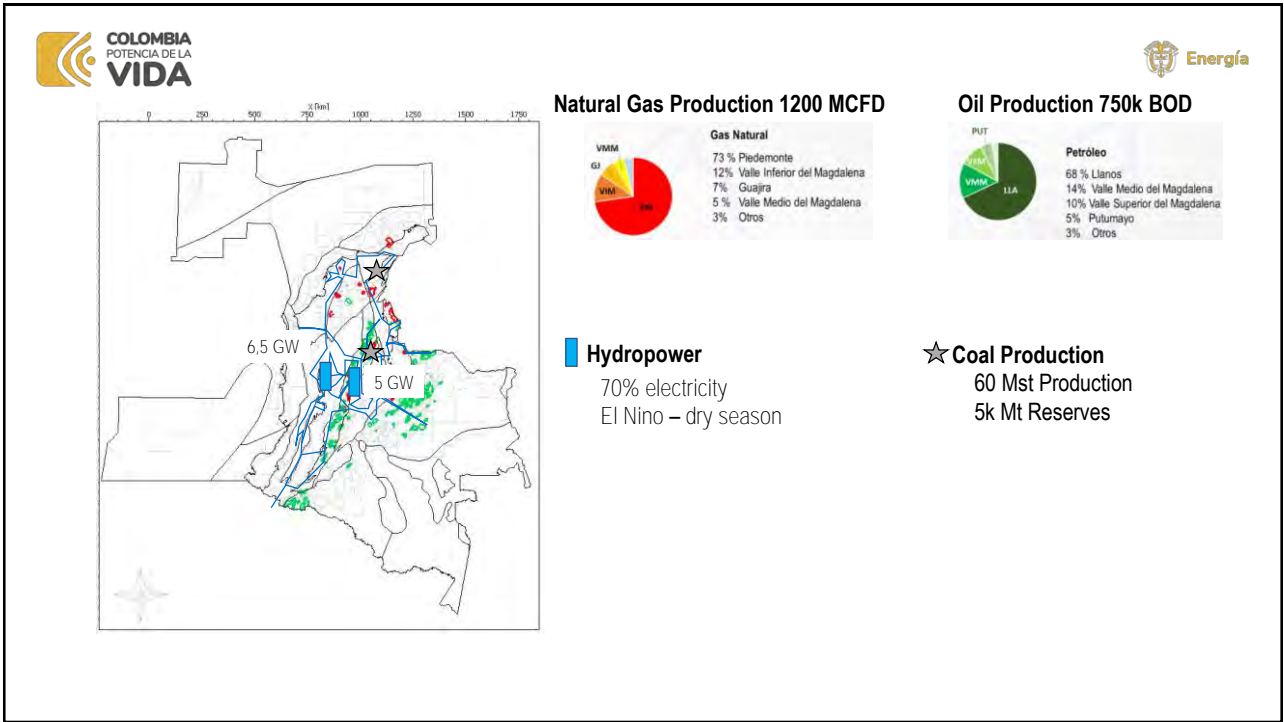 COLOMBIA
POTENCIA DE LA
VIDA
Energía
X [km]
0 250 500 750 1000 1250 1500 1750
6,5 GW
5 GW
Natural Gas Production 1200 MCFD
VMM
GJ
VIM
Gas Natural
73 % Piedemonte
12% Valle Inferior del Magdalena
7% Guajira
5 % Valle Medio del Magdalena
3% Otros
Oil Production 750k BOD
PUT
VMM
LLA
Petróleo
68 % Llanos
14% Valle Medio del Magdalena
10% Valle Superior del Magdalena
5% Putumayo
3% Otros
Hydropower
70% electricity
El Nino – dry season
Coal Production
60 Mst Production
5k Mt Reserves